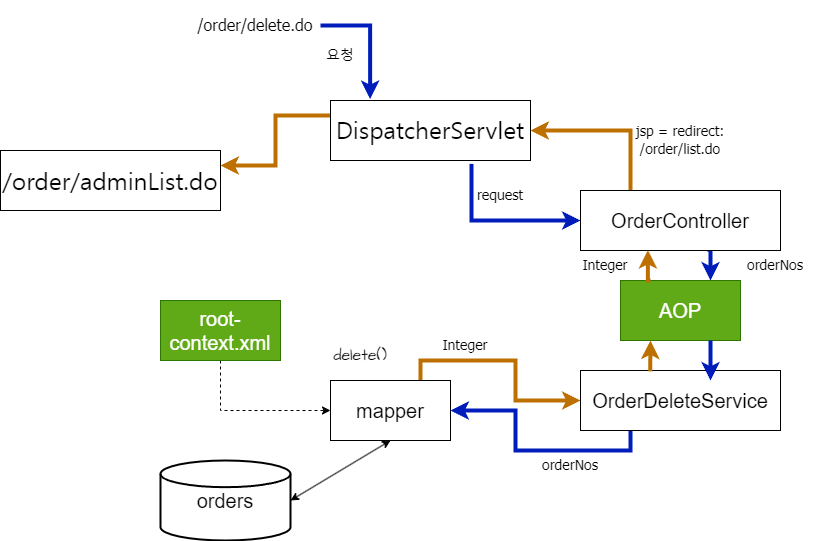 /order/delete.do
요청
DispatcherServlet
jsp = redirect:
/order/list.do
/order/adminList.do
request
OrderController
Integer
orderNos
AOP
root-
context.xml
delete()
Integer
mapper
OrderDeleteService
orderNos
orders